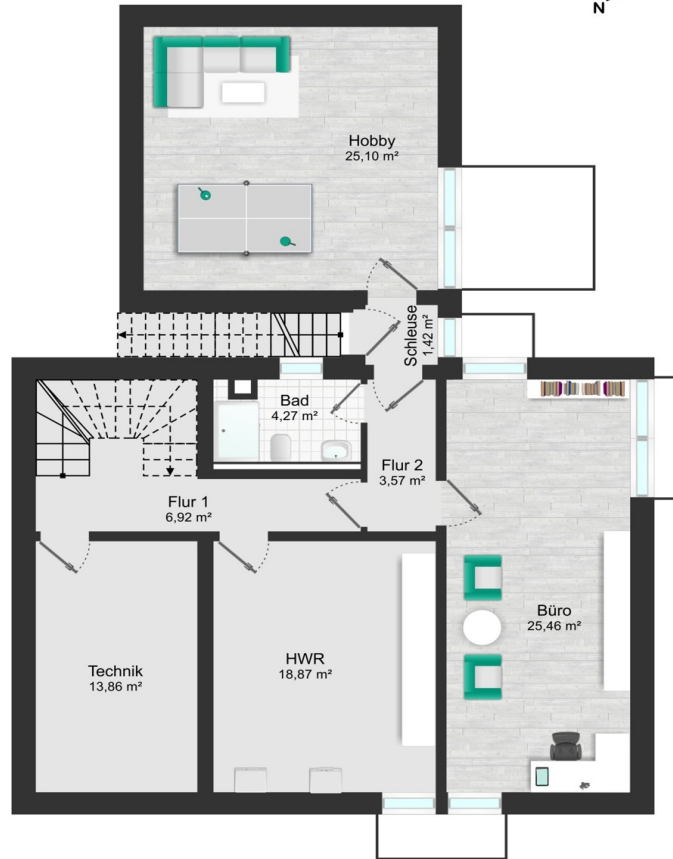 N
Hobby
25,10 m²
Schleuse
1,42 m²
Bad
4,27 m²
Flur 2
3,57 m²
Flur 1
6,92 m²
Büro
25,46 m²
HWR
18,87 m²
Technik
13,86 m²